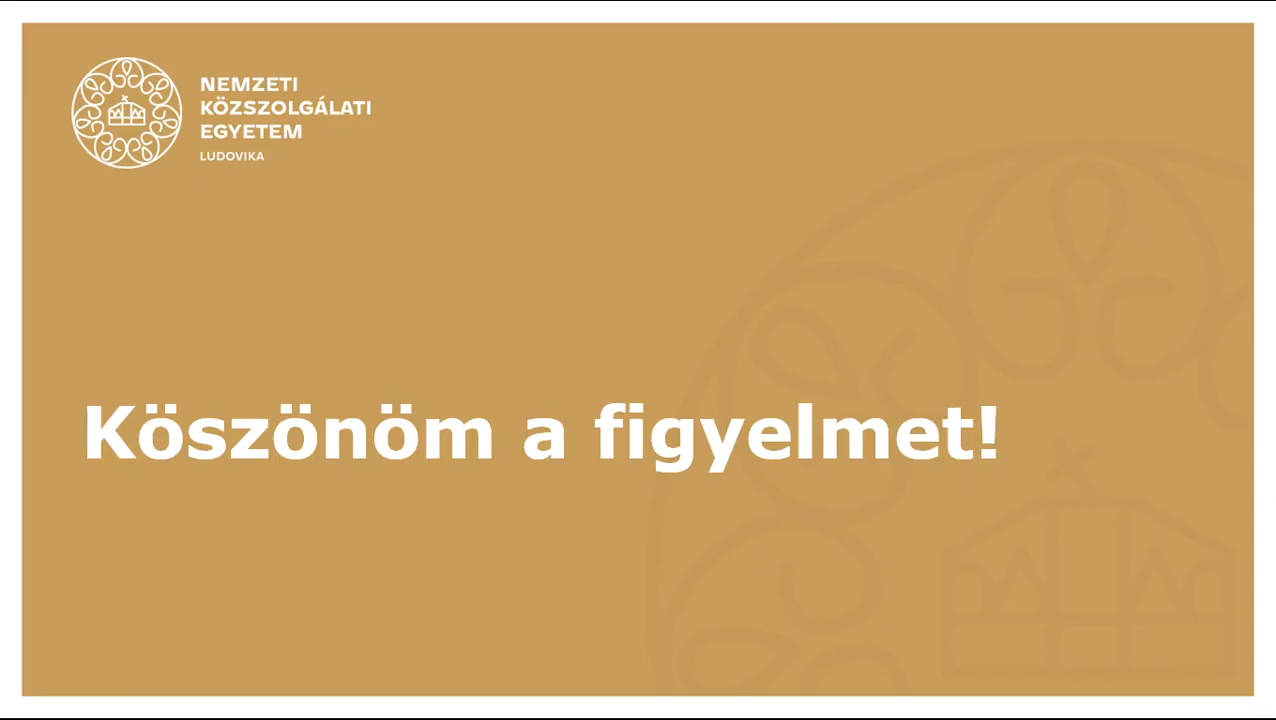 NEMZETI
KÖZSZOLGÁLATI
EGYETEM
LUDOVIKA
Köszönöm a figyelmet!